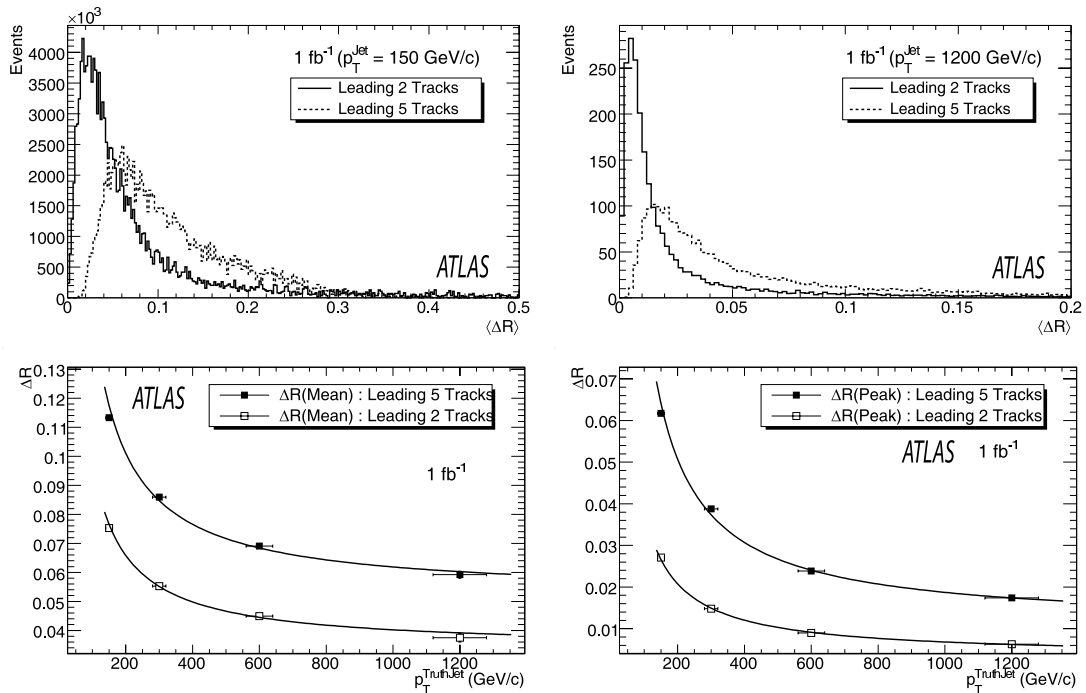 ×10³
Events
4000
3500
3000
2500
2000
1500
1000
500
0
1 fb⁻¹ (p_T^Jet = 150 GeV/c)
Leading 2 Tracks
Leading 5 Tracks
ATLAS
0 0.1 0.2 0.3 0.4 0.5
⟨ΔR⟩
Events
250
200
150
100
50
0
1 fb⁻¹ (p_T^Jet = 1200 GeV/c)
Leading 2 Tracks
Leading 5 Tracks
ATLAS
0 0.05 0.1 0.15 0.2
⟨ΔR⟩
ΔR
0.13
0.12
0.11
0.1
0.09
0.08
0.07
0.06
0.05
0.04
ATLAS
ΔR(Mean) : Leading 5 Tracks
ΔR(Mean) : Leading 2 Tracks
1 fb⁻¹
200 400 600 800 1000 1200
p_T^TruthJet (GeV/c)
ΔR
0.07
0.06
0.05
0.04
0.03
0.02
0.01
ΔR(Peak) : Leading 5 Tracks
ΔR(Peak) : Leading 2 Tracks
ATLAS 1 fb⁻¹
200 400 600 800 1000 1200
p_T^TruthJet (GeV/c)